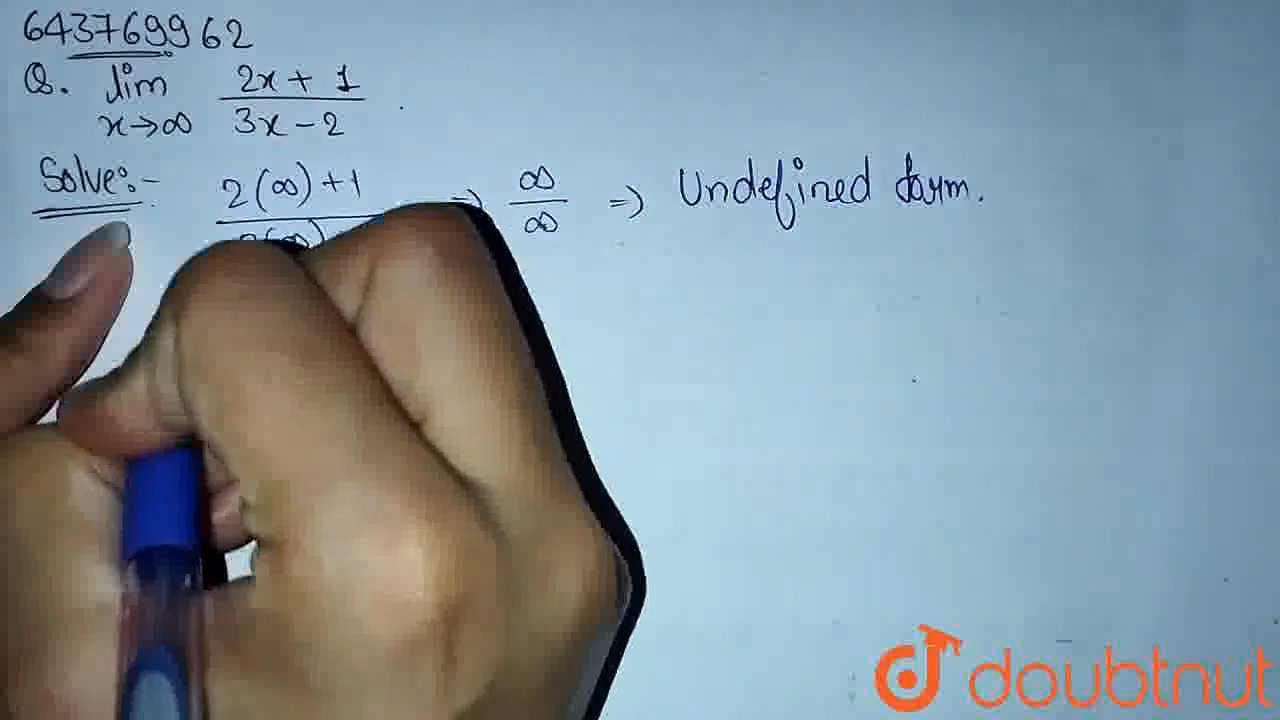 643769962
Q. lim 2x + 1
x→∞ 3x - 2
Solve:- 2(∞) + 1 ⇒ ∞ ⇒ Undefined form.
∞
doubtnut